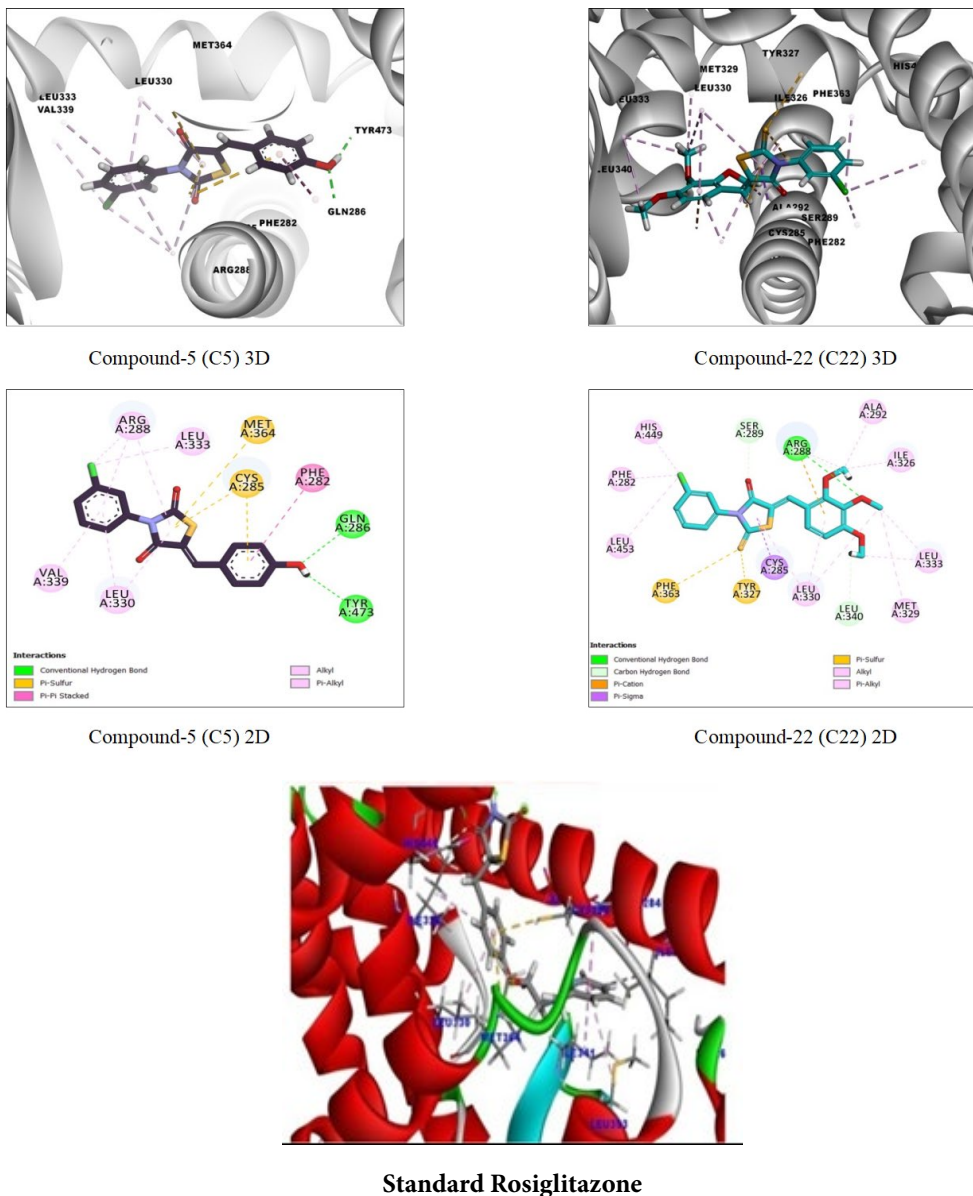 MET364
LEU330
LEU333
VAL339
TYR473
GLN286
PHE282
ARG288
TYR327
MET329
LEU330
ILE326
PHE363
ALA292
SER289
CYS285
PHE282
Compound-5 (C5) 3D
Compound-22 (C22) 3D
ARG
A:288
LEU
A:333
MET
A:364
CYS
A:285
PHE
A:282
GLN
A:286
TYR
A:473
VAL
A:339
LEU
A:330
Interactions
Conventional Hydrogen Bond
Pi-Sulfur
Pi-Pi Stacked
Alkyl
Pi-Alkyl
HIS
A:449
SER
A:289
ARG
A:288
ALA
A:292
ILE
A:326
PHE
A:282
LEU
A:453
PHE
A:363
TYR
A:327
CYS
A:285
LEU
A:330
LEU
A:340
MET
A:329
LEU
A:333
Interactions
Conventional Hydrogen Bond
Carbon Hydrogen Bond
Pi-Cation
Pi-Sigma
Pi-Sulfur
Alkyl
Pi-Alkyl
Compound-5 (C5) 2D
Compound-22 (C22) 2D
Standard Rosiglitazone